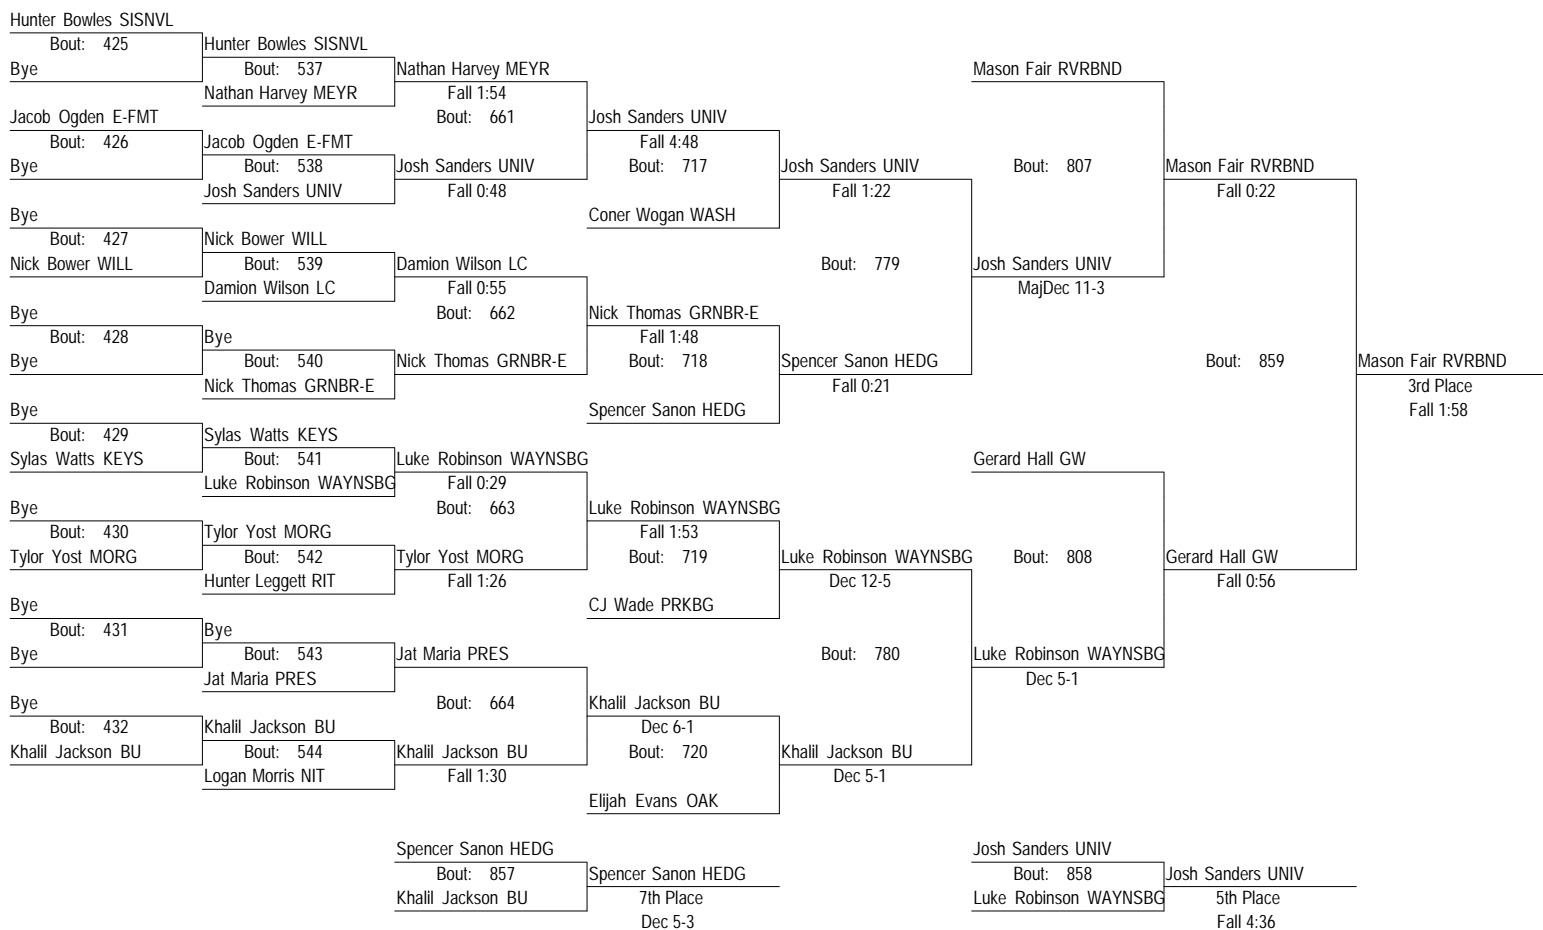 Hunter Bowles SISNVL
Bout: 425 Hunter Bowles SISNVL
Bye Bout: 537 Nathan Harvey MEYR Mason Fair RVRBND
Nathan Harvey MEYR Fall 1:54
Jacob Ogden E-FMT Bout: 661 Josh Sanders UNIV
Bout: 426 Jacob Ogden E-FMT Fall 4:48
Bye Bout: 538 Josh Sanders UNIV Bout: 717 Josh Sanders UNIV Bout: 807 Mason Fair RVRBND
Josh Sanders UNIV Fall 0:48 Fall 1:22 Fall 0:22
Bye Coner Wogan WASH
Bout: 427 Nick Bower WILL
Nick Bower WILL Bout: 539 Damion Wilson LC Bout: 779 Josh Sanders UNIV
Damion Wilson LC Fall 0:55 MajDec 11-3
Bye Bout: 662 Nick Thomas GRNBR-E
Bout: 428 Bye Fall 1:48
Bye Bout: 540 Nick Thomas GRNBR-E Bout: 718 Spencer Sanon HEDG Bout: 859 Mason Fair RVRBND
Nick Thomas GRNBR-E Fall 0:21 3rd Place
Bye Spencer Sanon HEDG Fall 1:58
Bout: 429 Sylas Watts KEYS
Sylas Watts KEYS Bout: 541 Luke Robinson WAYNSBG Gerard Hall GW
Luke Robinson WAYNSBG Fall 0:29
Bye Bout: 663 Luke Robinson WAYNSBG
Bout: 430 Tylor Yost MORG Fall 1:53
Tylor Yost MORG Bout: 542 Tylor Yost MORG Bout: 719 Luke Robinson WAYNSBG Bout: 808 Gerard Hall GW
Hunter Leggett RIT Fall 1:26 Dec 12-5 Fall 0:56
Bye CJ Wade PRKBG
Bout: 431 Bye
Bye Bout: 543 Jat Maria PRES Bout: 780 Luke Robinson WAYNSBG
Jat Maria PRES Dec 5-1
Bye Bout: 664 Khalil Jackson BU
Bout: 432 Khalil Jackson BU Dec 6-1
Khalil Jackson BU Bout: 544 Khalil Jackson BU Bout: 720 Khalil Jackson BU
Logan Morris NIT Fall 1:30 Dec 5-1
Elijah Evans OAK
Spencer Sanon HEDG Josh Sanders UNIV
Bout: 857 Spencer Sanon HEDG Bout: 858 Josh Sanders UNIV
Khalil Jackson BU 7th Place Luke Robinson WAYNSBG 5th Place
Dec 5-3 Fall 4:36